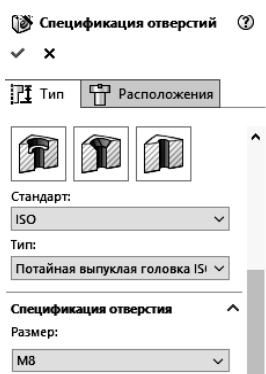 Спецификация отверстий
Тип
Расположения
Стандарт:
ISO
Тип:
Потайная выпуклая головка IS
Спецификация отверстия
Размер:
M8